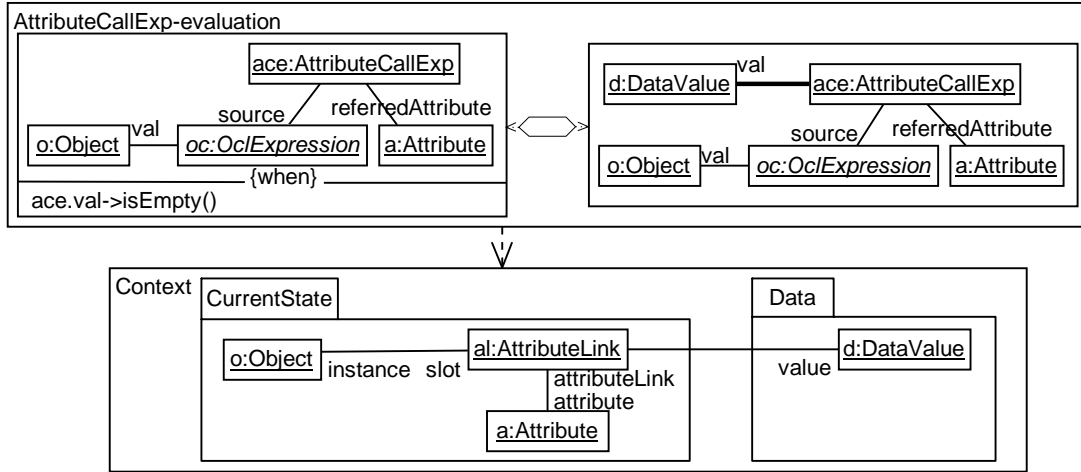 AttributeCallExp-evaluation
ace:AttributeCallExp
source
referredAttribute
val
o:Object
oc:OclExpression
a:Attribute
{when}
ace.val->isEmpty()
val
d:DataValue
ace:AttributeCallExp
source
referredAttribute
val
o:Object
oc:OclExpression
a:Attribute
Context
CurrentState
Data
o:Object
al:AttributeLink
d:DataValue
instance
slot
value
attributeLink
attribute
a:Attribute